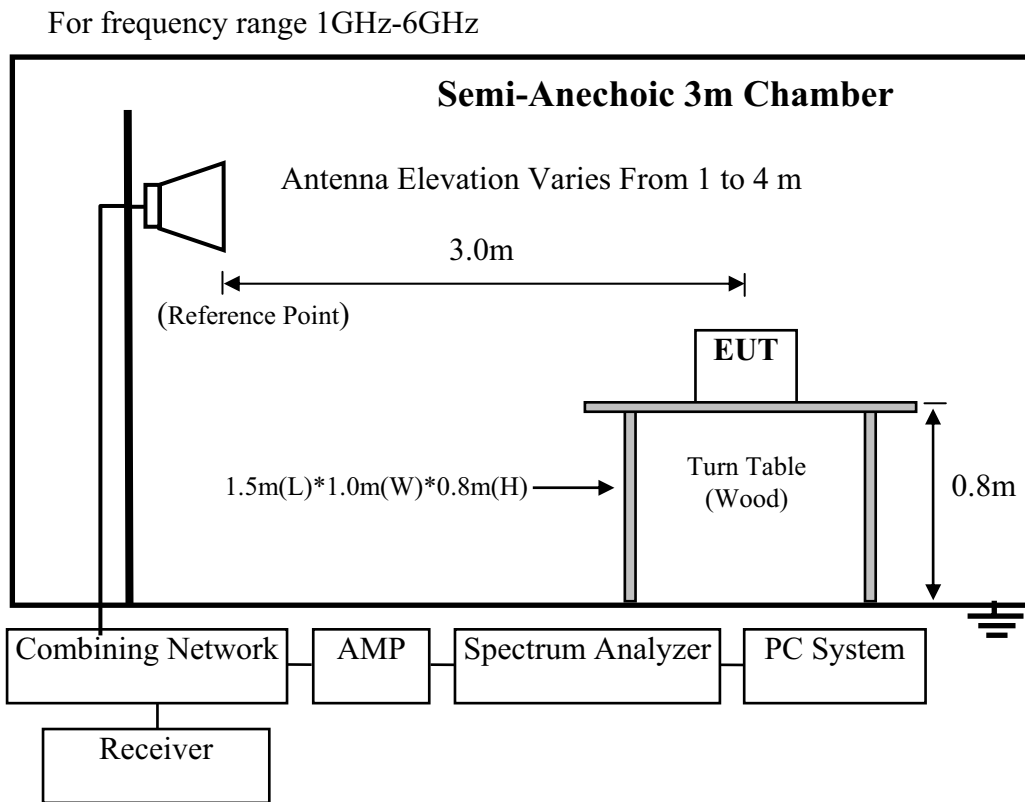 For frequency range 1GHz-6GHz
Semi-Anechoic 3m Chamber
Antenna Elevation Varies From 1 to 4 m
3.0m
(Reference Point)
EUT
1.5m(L)*1.0m(W)*0.8m(H)
Turn Table
(Wood)
0.8m
Combining Network
AMP
Spectrum Analyzer
PC System
Receiver